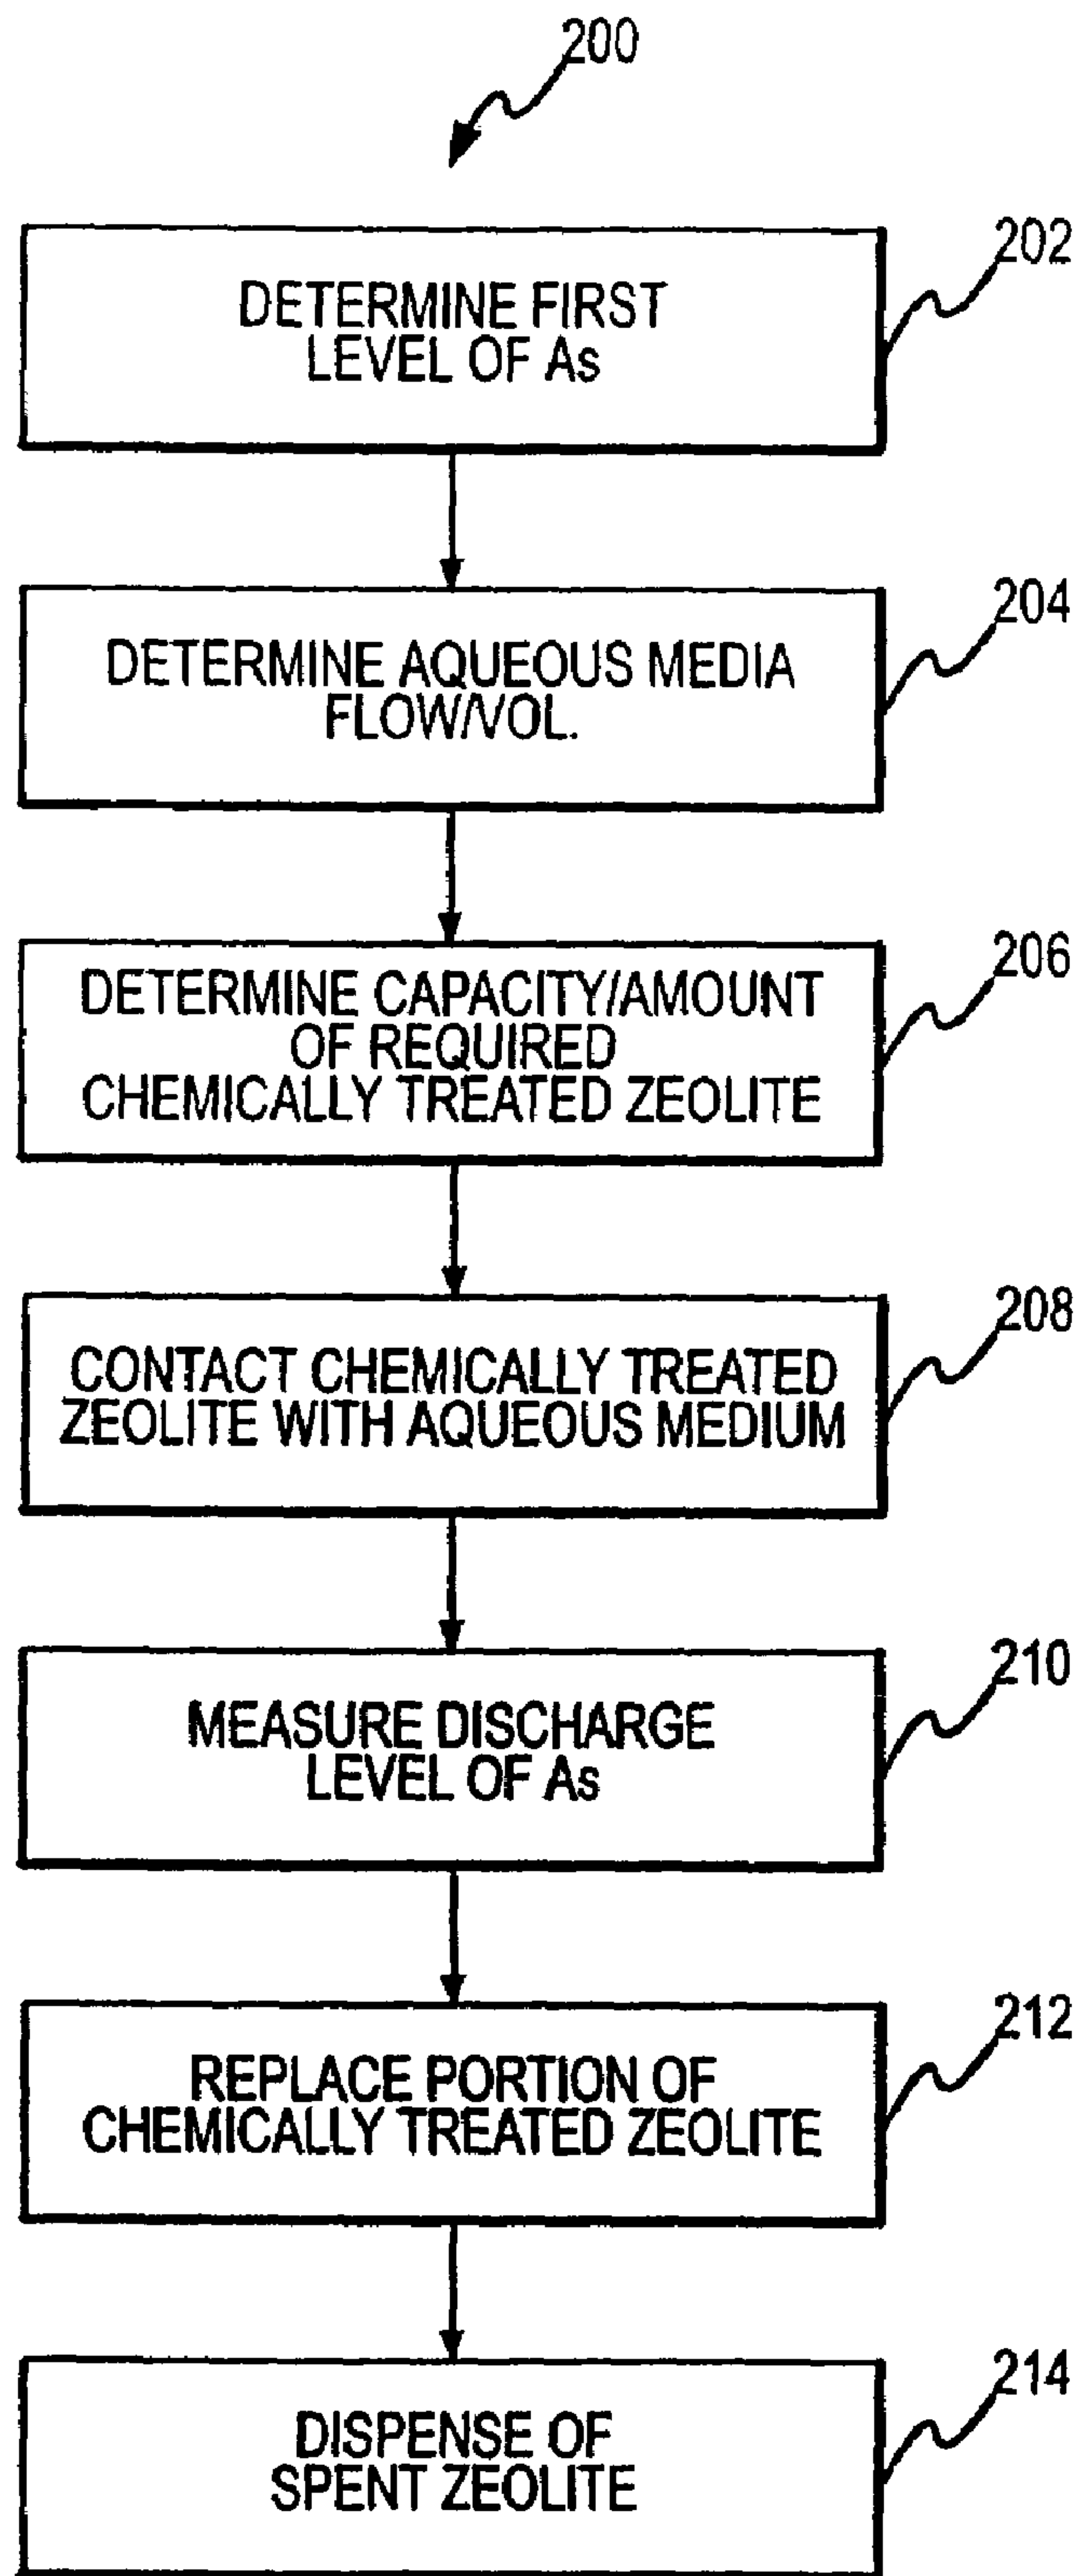 200
202
DETERMINE FIRST
LEVEL OF As
204
DETERMINE AQUEOUS MEDIA
FLOW/VOL.
206
DETERMINE CAPACITY/AMOUNT
OF REQUIRED
CHEMICALLY TREATED ZEOLITE
208
CONTACT CHEMICALLY TREATED
ZEOLITE WITH AQUEOUS MEDIUM
210
MEASURE DISCHARGE
LEVEL OF As
212
REPLACE PORTION OF
CHEMICALLY TREATED ZEOLITE
214
DISPENSE OF
SPENT ZEOLITE